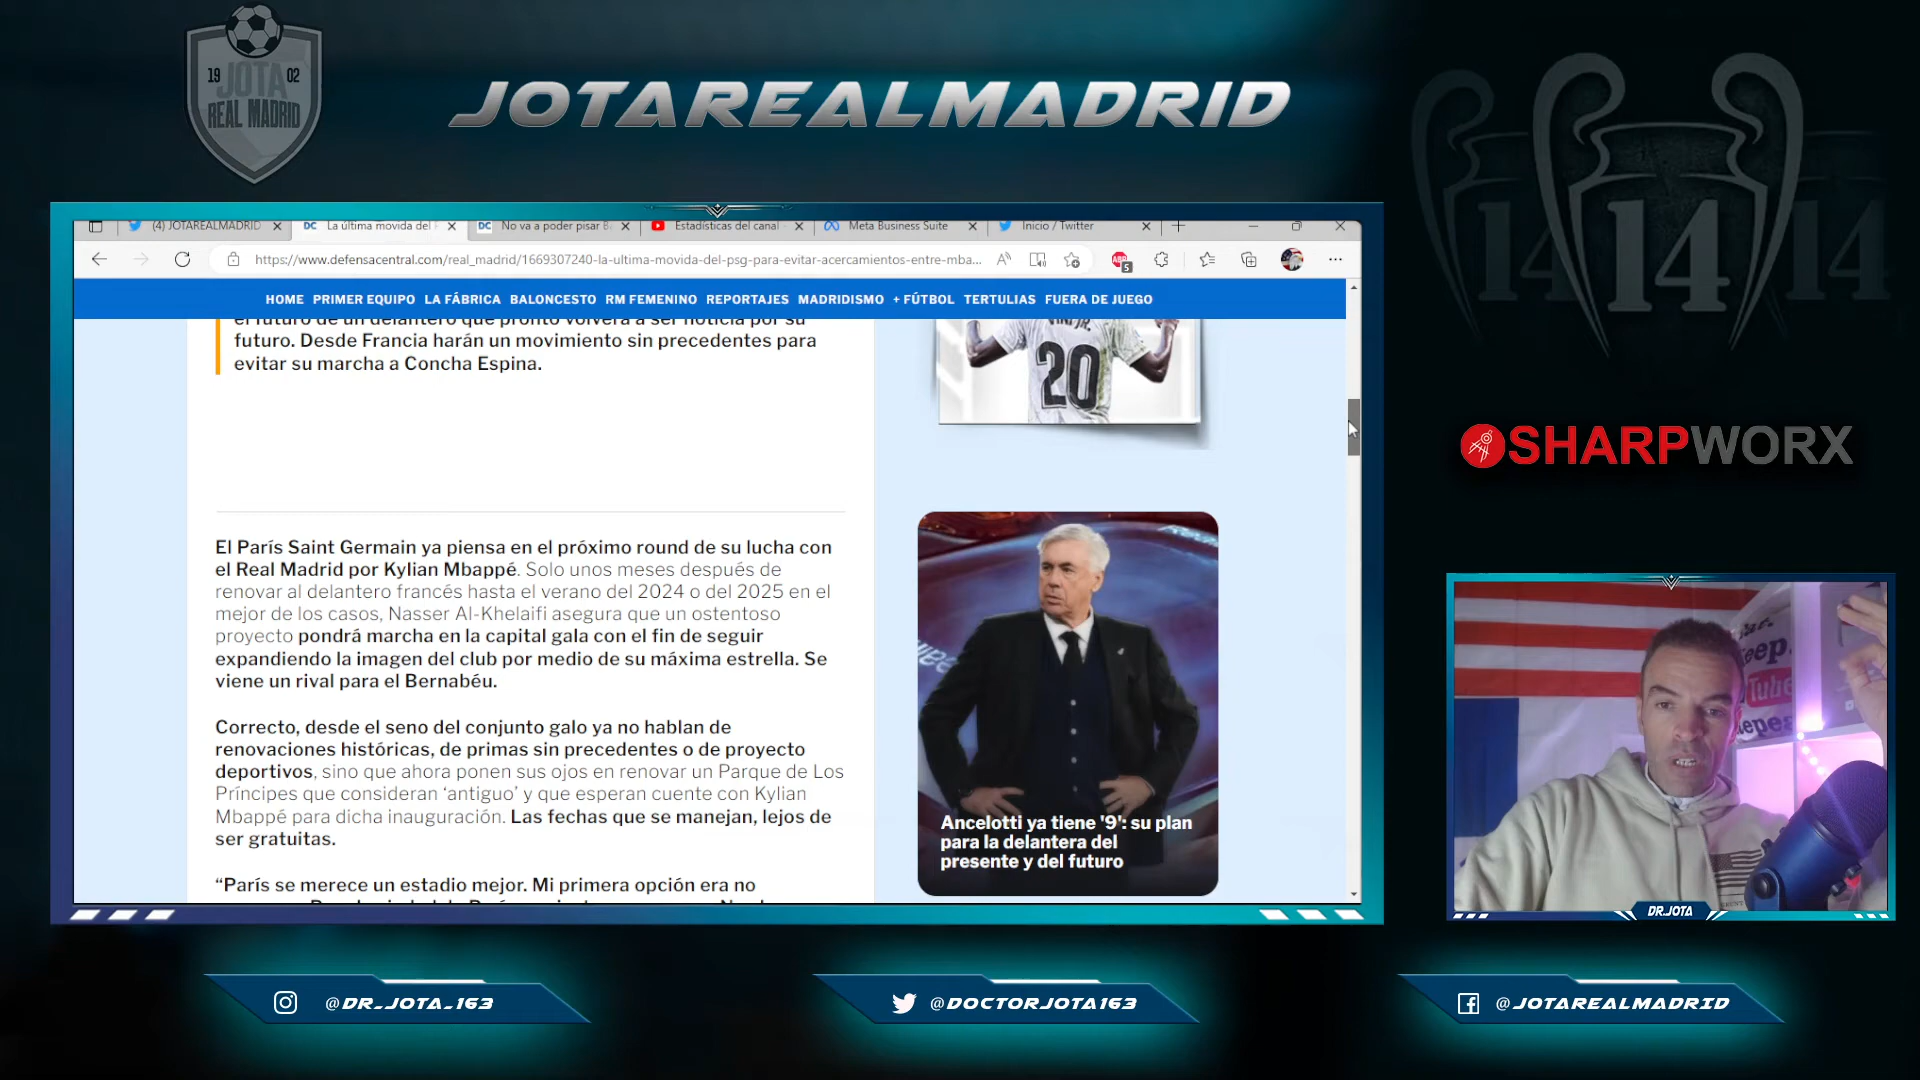 19 02
JOTA
REAL MADRID
JOTAREALMADRID
14 14 14
(4) JOTAREALMADRID
DC La última movida del
DC No va a poder pisar
Estadísticas del canal
Meta Business Suite
Inicio / Twitter
https://www.defensacentral.com/real_madrid/1669307240-la-ultima-movida-del-psg-para-evitar-acercamientos-entre-mba...
ABP
5
HOME PRIMER EQUIPO LA FÁBRICA BALONCESTO RM FEMENINO REPORTAJES MADRIDISMO + FÚTBOL TERTULIAS FUERA DE JUEGO
el futuro de un delantero que pronto volverá a ser noticia por su
futuro. Desde Francia harán un movimiento sin precedentes para
evitar su marcha a Concha Espina.
VINI JR.
20
El París Saint Germain ya piensa en el próximo round de su lucha con
el Real Madrid por Kylian Mbappé. Solo unos meses después de
renovar al delantero francés hasta el verano del 2024 o del 2025 en el
mejor de los casos, Nasser Al-Khelaifi asegura que un ostentoso
proyecto pondrá marcha en la capital gala con el fin de seguir
expandiendo la imagen del club por medio de su máxima estrella. Se
viene un rival para el Bernabéu.
Correcto, desde el seno del conjunto galo ya no hablan de
renovaciones históricas, de primas sin precedentes o de proyecto
deportivos, sino que ahora ponen sus ojos en renovar un Parque de Los
Príncipes que consideran ‘antiguo’ y que esperan cuente con Kylian
Mbappé para dicha inauguración. Las fechas que se manejan, lejos de
ser gratuitas.
“París se merece un estadio mejor. Mi primera opción era no
Ancelotti ya tiene '9': su plan
para la delantera del
presente y del futuro
SHARPWORX
Keep
Tube
DR.JOTA
@DR_JOTA_163
@DOCTORJOTA163
@JOTAREALMADRID